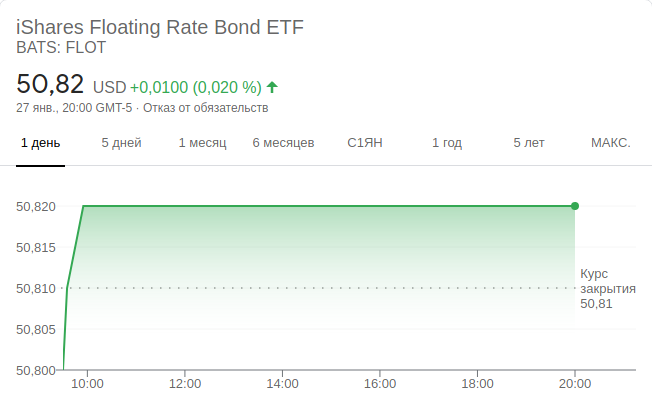 iShares Floating Rate Bond ETF
BATS: FLOT
50,82 USD +0,0100 (0,020 %)
27 янв., 20:00 GMT-5 · Отказ от обязательств
1 день 5 дней 1 месяц 6 месяцев С1ЯН 1 год 5 лет МАКС.
50,820
50,815
50,810
50,805
50,800
Курс
закрытия
50,81
10:00 12:00 14:00 16:00 18:00 20:00